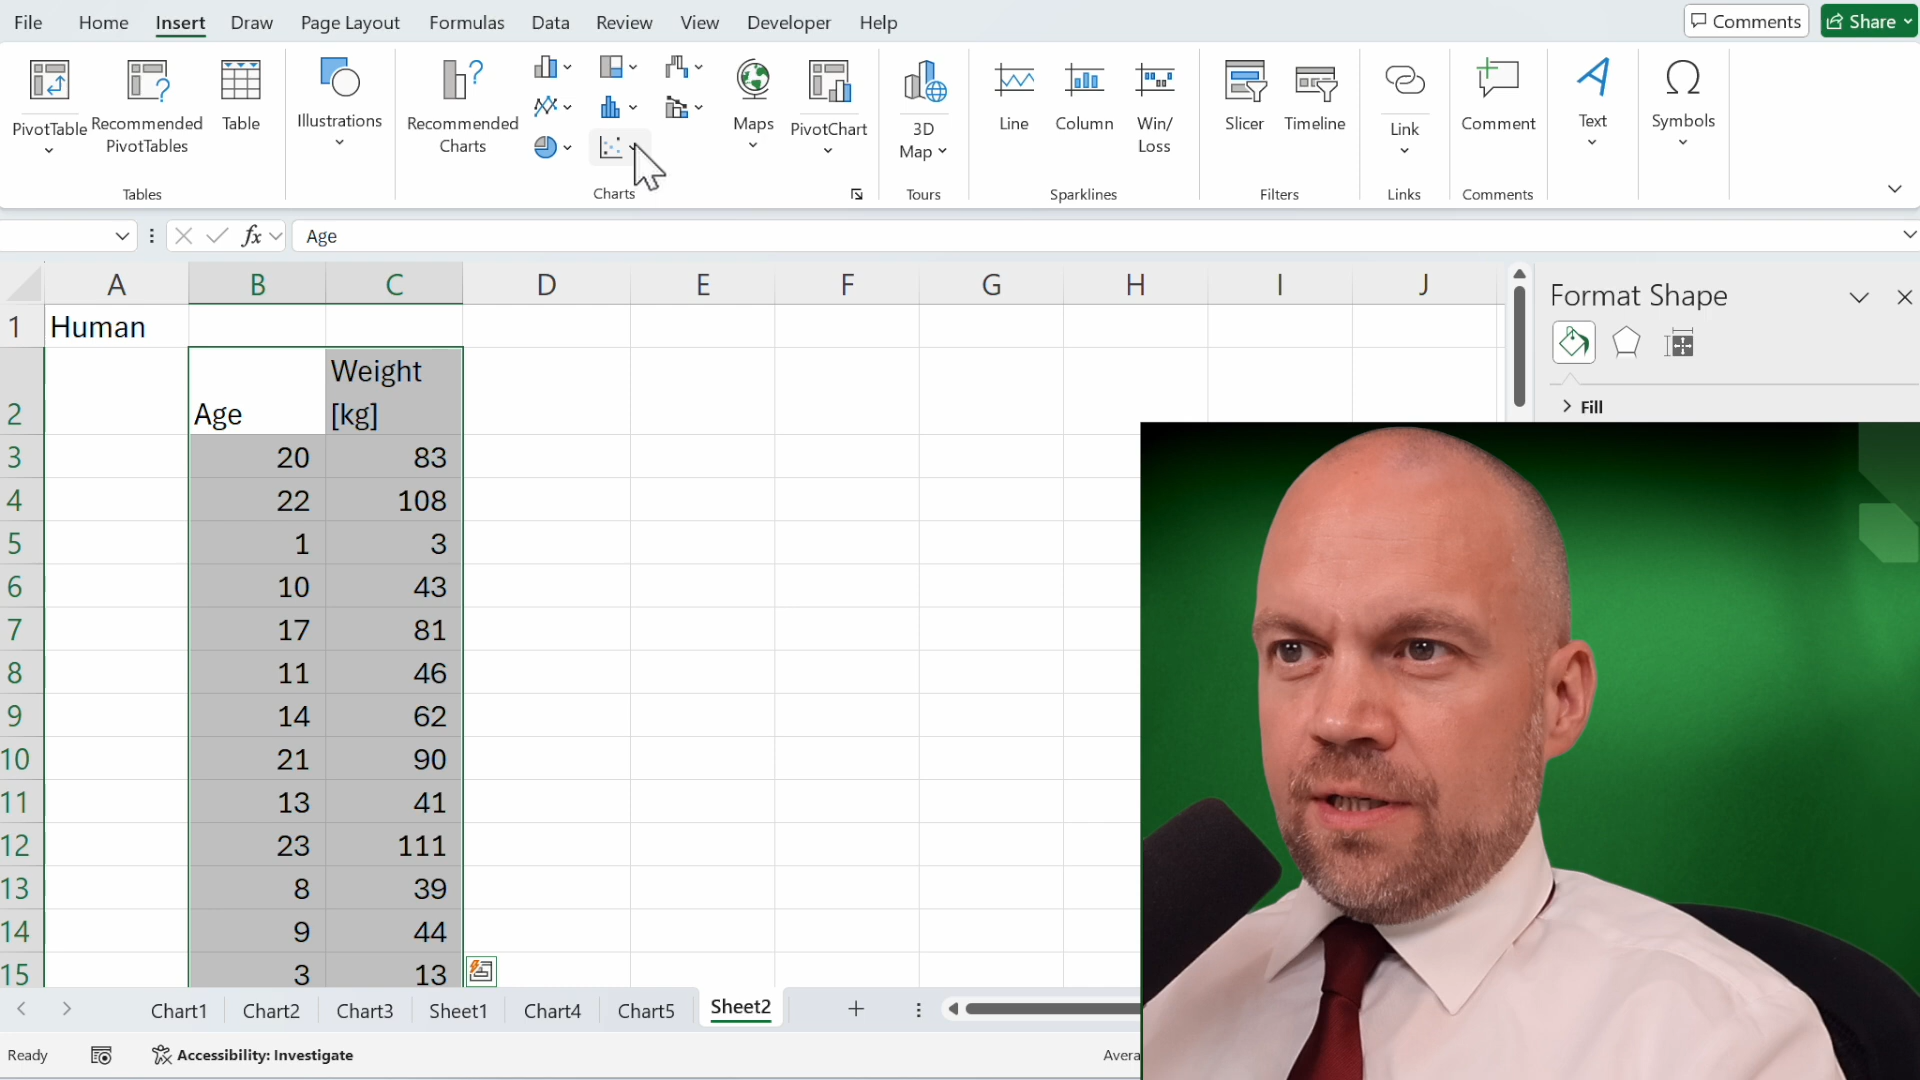 File Home Insert Draw Page Layout Formulas Data Review View Developer Help Comments Share
PivotTable Recommended PivotTables Table Illustrations Recommended Charts Maps PivotChart 3D Map Line Column Win/ Loss Slicer Timeline Link Comment Text Symbols
Tables Charts Tours Sparklines Filters Links Comments
fx Age
A B C D E F G H I J
Format Shape
Fill
1 Human
2 Age Weight [kg]
3 20 83
4 22 108
5 1 3
6 10 43
7 17 81
8 11 46
9 14 62
10 21 90
11 13 41
12 23 111
13 8 39
14 9 44
15 3 13
Chart1 Chart2 Chart3 Sheet1 Chart4 Chart5 Sheet2
Ready Accessibility: Investigate Avera